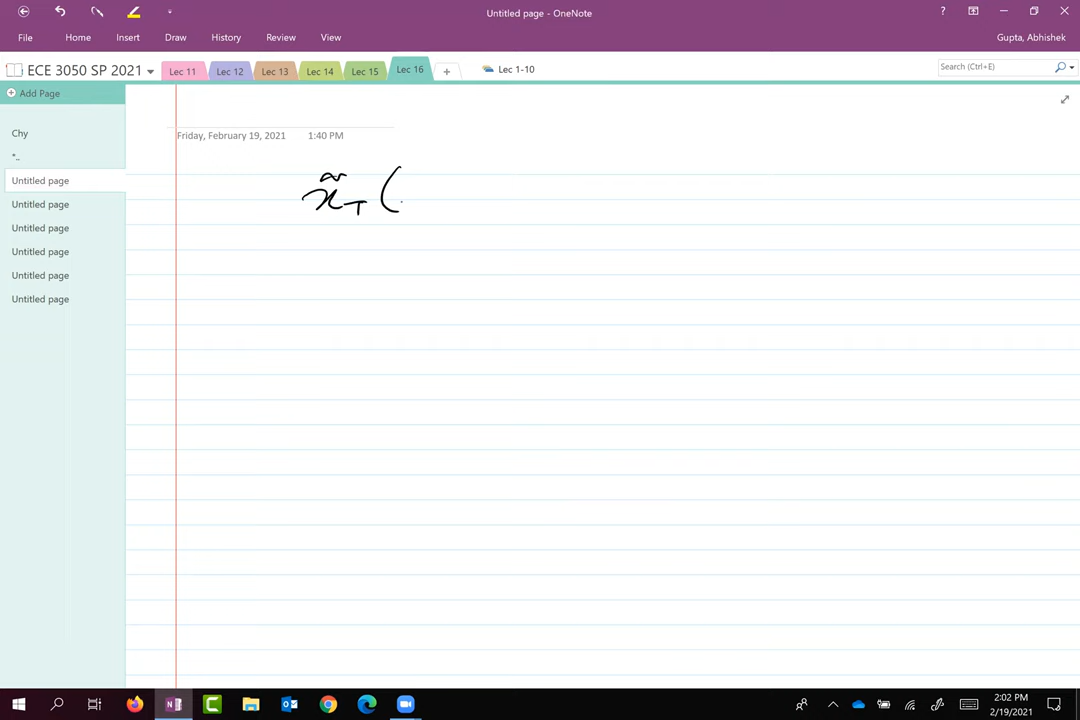 Untitled page - OneNote
?
File
Home
Insert
Draw
History
Review
View
Gupta, Abhishek
ECE 3050 SP 2021
Lec 11
Lec 12
Lec 13
Lec 14
Lec 15
Lec 16
+
Lec 1-10
Search (Ctrl+E)
Add Page
Chy
*_
Untitled page
Untitled page
Untitled page
Untitled page
Untitled page
Untitled page
Friday, February 19, 2021 1:40 PM
x̃_T (
2:02 PM
2/19/2021